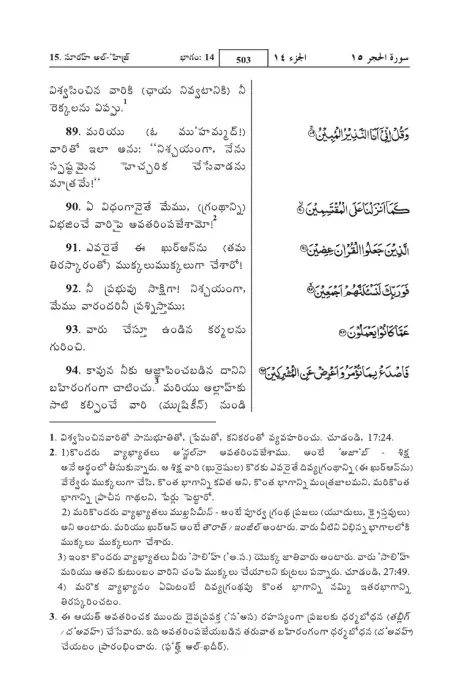 15. సూరహ్ అల్-'హిజ్ర్ భాగం: 14 503 الجزء ١٤ سورة الحجر ١٥
విశ్వసించిన వారికి (ఛాయ నివ్వటానికి) నీ
రెక్కలను విప్పు.1
89. మరియు (ఓ ము'హమ్మద్!)
వారితో ఇలా అను: ‘‘నిశ్చయంగా, నేను
స్పష్టమైన హెచ్చరిక చేసేవాడను
మాత్రమే!‘‘
وَقُلْ إِنِّي أَنَا النَّذِيرُ الْمُبِينُ ۝
90. ఏ విధంగానైతే మేము, (గ్రంథాన్ని)
విభజించే వారిపై అవతరింపజేశామో!2
كَمَا أَنزَلْنَا عَلَى الْمُقْتَسِمِينَ ۝
91. ఎవరైతే ఈ ఖుర్ఆన్‌ను (తమ
తిరస్కారంతో) ముక్కలుముక్కలుగా చేశారో!
الَّذِينَ جَعَلُوا الْقُرْآنَ عِضِينَ ۝
92. నీ ప్రభువు సాక్షిగా! నిశ్చయంగా,
మేము వారందరినీ ప్రశ్నిస్తాము;
فَوَرَبِّكَ لَنَسْأَلَنَّهُمْ أَجْمَعِينَ ۝
93. వారు చేస్తూ ఉండిన కర్మలను
గురించి.
عَمَّا كَانُوا يَعْمَلُونَ ۝
94. కావున నీకు ఆజ్ఞాపించబడిన దానిని
బహిరంగంగా చాటించు.3 మరియు అల్లాహ్‌కు
సాటి కల్పించే వారి (ముష్రికీన్) నుండి
فَاصْدَعْ بِمَا تُؤْمَرُ وَأَعْرِضْ عَنِ الْمُشْرِكِينَ ۝
1. విశ్వసించినవారితో సానుభూతితో, ప్రేమతో, కనికరంతో వ్యవహరించు. చూడండి, 17:24.
2. 1)కొందరు వ్యాఖ్యాతలు అ'న్జల్‌నా అవతరింపజేశాము. అంటే 'అజా'బ్ - శిక్ష
అనే అర్థంలో తీసుకున్నారు. ఆ శిక్ష వారి (ఖురైషుల) కొరకు ఎవరైతే దివ్యగ్రంథాన్ని (ఈ ఖుర్ఆన్‌ను)
వేర్వేరు ముక్కలుగా చేసి, కొంత భాగాన్ని కవిత అని, కొంత భాగాన్ని మంత్రజాలమని, మరికొంత
భాగాన్ని ప్రాచీన గాథలని, పేర్లు పెట్టారో.
2) మరికొందరు వ్యాఖ్యాతలు ముఖ్తసిమీన్ - అంటే పూర్వ గ్రంథ ప్రజలు (యూదులు, క్రైస్తవులు)
అని అంటారు. మరియు ఖుర్ఆన్ అంటే తౌరాత్ / ఇంజీల్ అంటారు. వారు వీటిని విభిన్న భాగాలలోకి
ముక్కలు ముక్కలుగా చేశారు.
3) ఇంకా కొందరు వ్యాఖ్యాతలు వీరు 'సాలి'హ్ ('అ.స.) యొక్క జాతివారు అంటారు. వారు 'సాలి'హ్
మరియు అతని కుటుంబం వారిని చంపి ముక్కలు చేయాలని కుట్రలు పన్నారు. చూడండి, 27:49.
4) మరొక వ్యాఖ్యానం ఏమిటంటే దివ్యగ్రంథపు కొంత భాగాన్ని నమ్మి ఇతరభాగాన్ని
తిరస్కరించటం.
3. ఈ ఆయత్ అవతరించక ముందు దైవప్రవక్త ('స'అస) రహస్యంగా ప్రజలకు ధర్మబోధన (తబ్లీగ్
/ ద'అవహ్) చేసేవారు. ఇది అవతరింపజేయబడిన తరువాత బహిరంగంగా ధర్మబోధన (ద'అవహ్)
చేయటం ప్రారంభించారు. (ఫ'త్హ్ అల్-ఖదీర్).